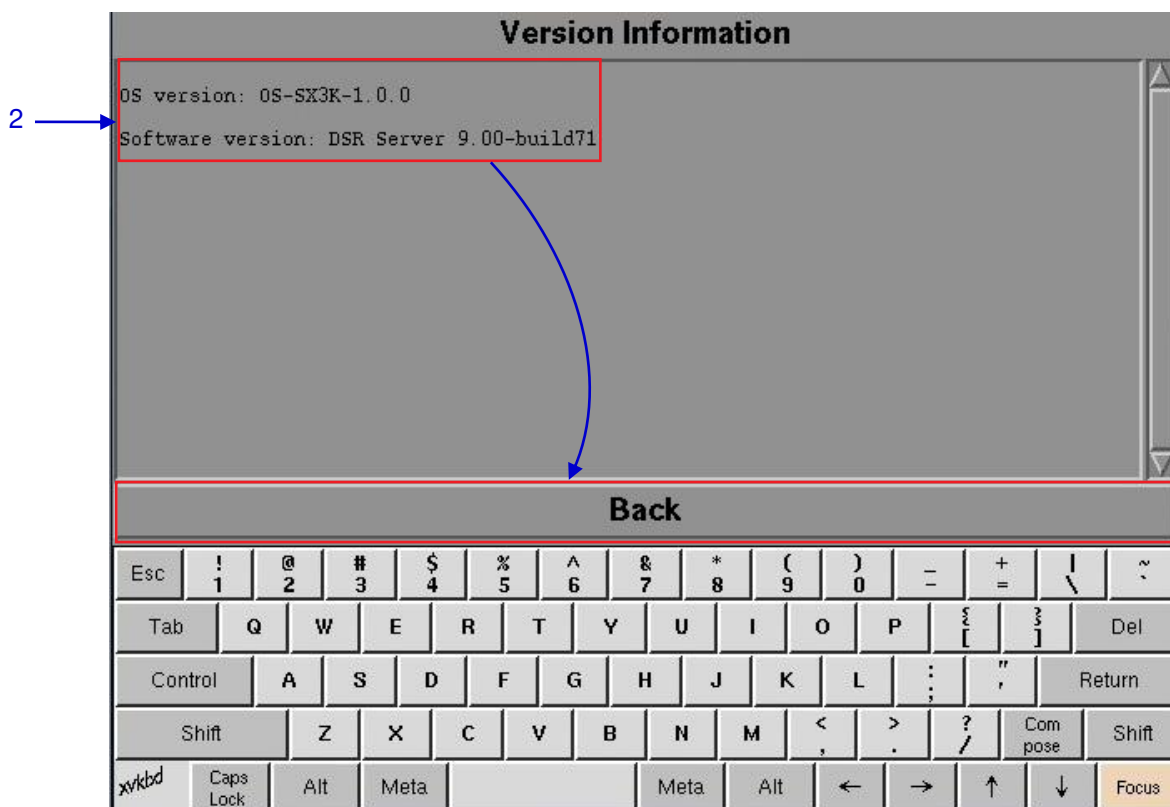 Version Information
OS version: OS-SX3K-1.0.0
2
Software version: DSR Server 9.00-build71
Back
Esc ! 1 @ 2 # 3 $ 4 % 5 ^ 6 & 7 * 8 ( 9 ) 0 _ - + = | \ ~ `
Tab Q W E R T Y U I O P { [ } ] Del
Control A S D F G H J K L : ; " ' Return
Shift Z X C V B N M < , > . ? / Com pose Shift
xvkbd Caps Lock Alt Meta Meta Alt ← → ↑ ↓ Focus